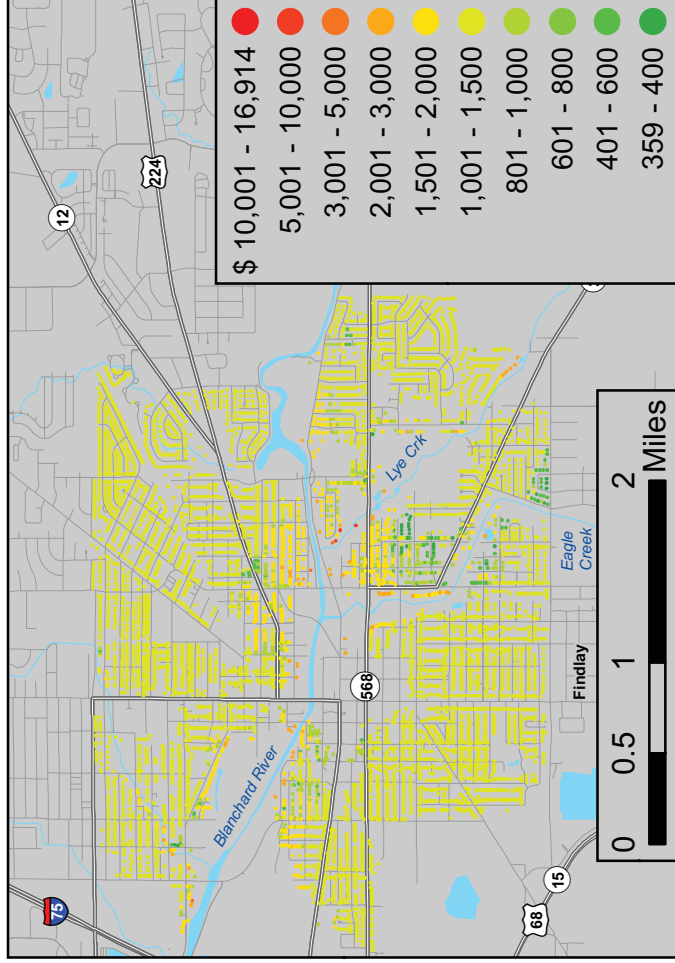 12
224
75
Blanchard River
Lye Crk
568
Eagle
Creek
Findlay
15
68
$ 10,001 - 16,914
5,001 - 10,000
3,001 - 5,000
2,001 - 3,000
1,501 - 2,000
1,001 - 1,500
801 - 1,000
601 - 800
401 - 600
359 - 400
0 0.5 1 2
Miles